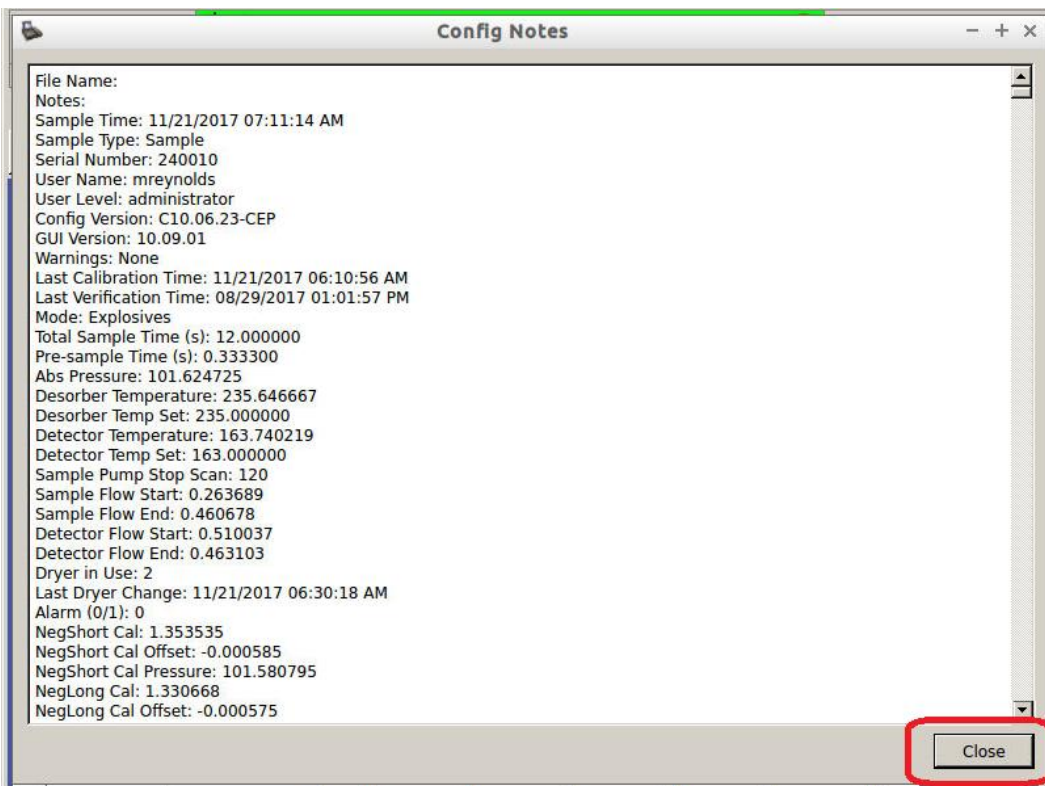 Config Notes
File Name:
Notes:
Sample Time: 11/21/2017 07:11:14 AM
Sample Type: Sample
Serial Number: 240010
User Name: mreynolds
User Level: administrator
Config Version: C10.06.23-CEP
GUI Version: 10.09.01
Warnings: None
Last Calibration Time: 11/21/2017 06:10:56 AM
Last Verification Time: 08/29/2017 01:01:57 PM
Mode: Explosives
Total Sample Time (s): 12.000000
Pre-sample Time (s): 0.333300
Abs Pressure: 101.624725
Desorber Temperature: 235.646667
Desorber Temp Set: 235.000000
Detector Temperature: 163.740219
Detector Temp Set: 163.000000
Sample Pump Stop Scan: 120
Sample Flow Start: 0.263689
Sample Flow End: 0.460678
Detector Flow Start: 0.510037
Detector Flow End: 0.463103
Dryer in Use: 2
Last Dryer Change: 11/21/2017 06:30:18 AM
Alarm (0/1): 0
NegShort Cal: 1.353535
NegShort Cal Offset: -0.000585
NegShort Cal Pressure: 101.580795
NegLong Cal: 1.330668
NegLong Cal Offset: -0.000575
Close